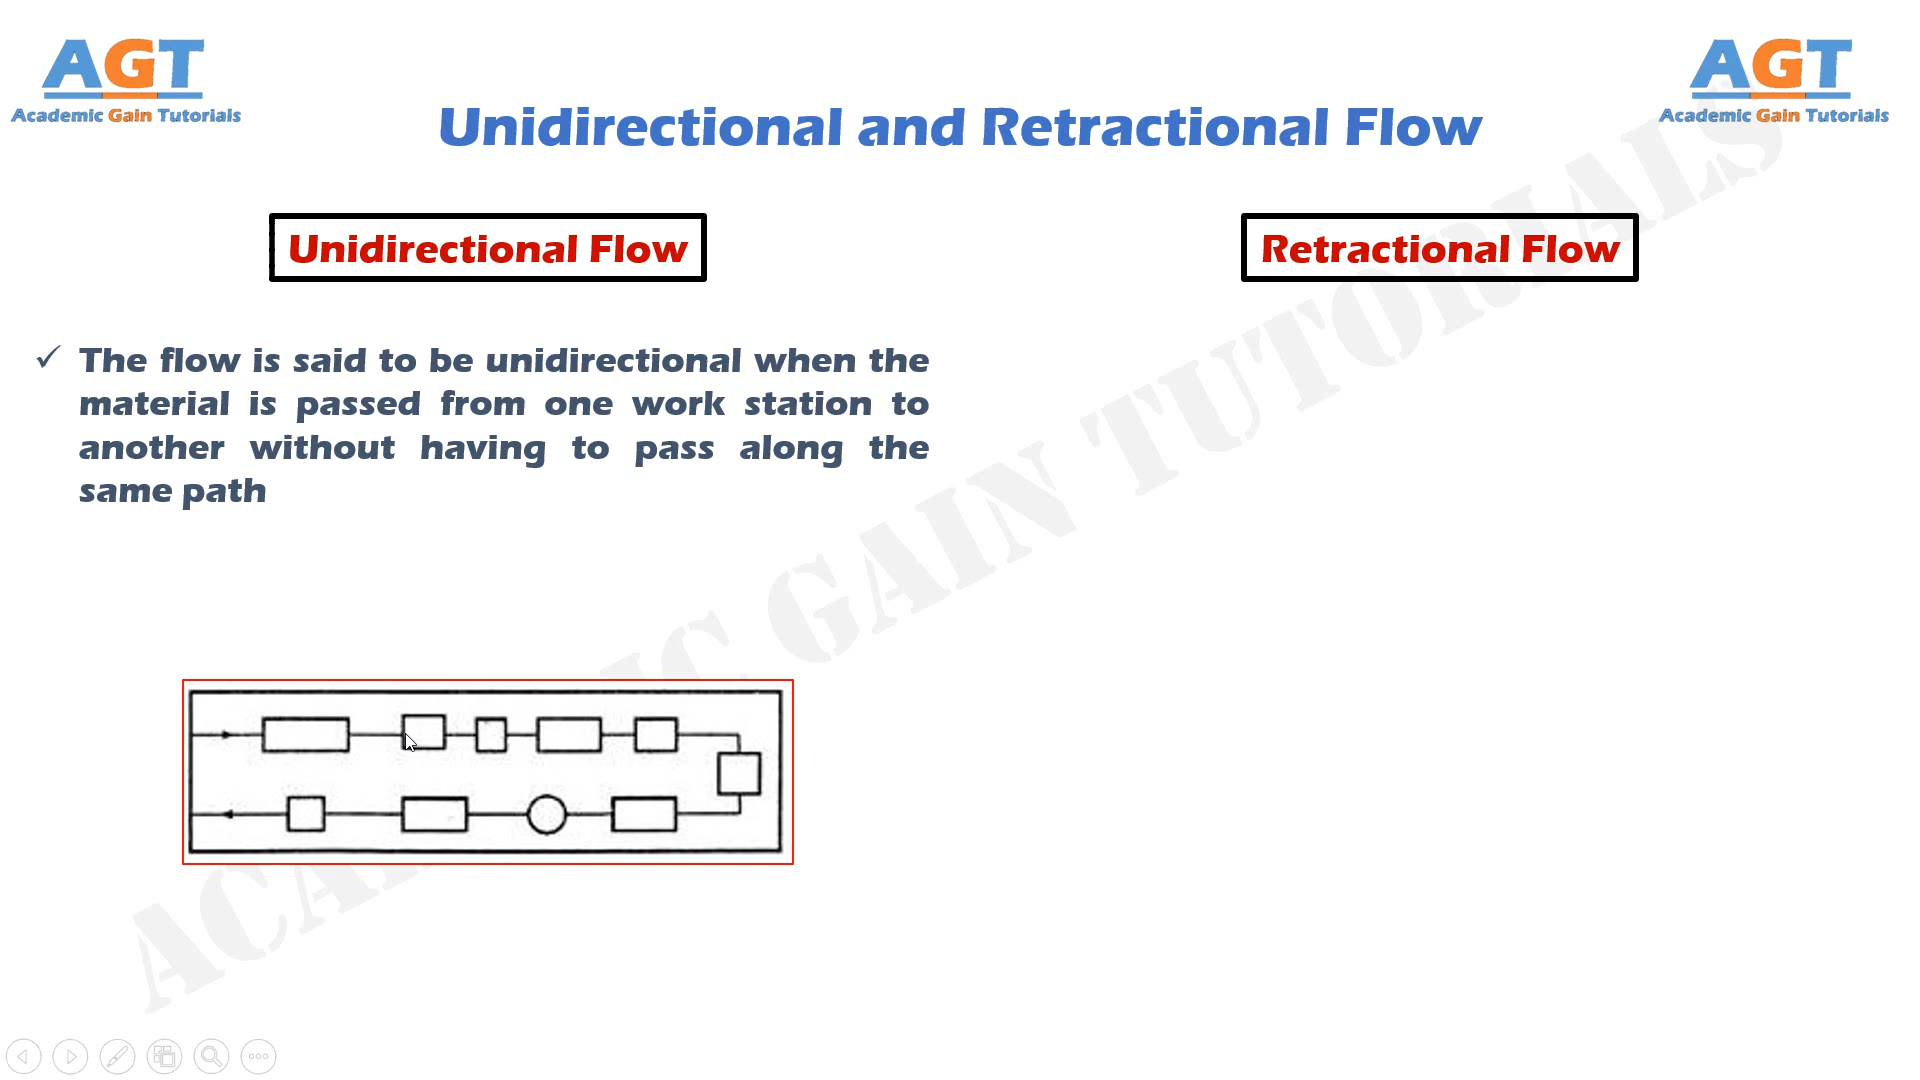 AGT
Academic Gain Tutorials
AGT
Academic Gain Tutorials
Unidirectional and Retractional Flow
Unidirectional Flow
Retractional Flow
✓ The flow is said to be unidirectional when the
material is passed from one work station to
another without having to pass along the
same path
ACADEMIC GAIN TUTORIALS